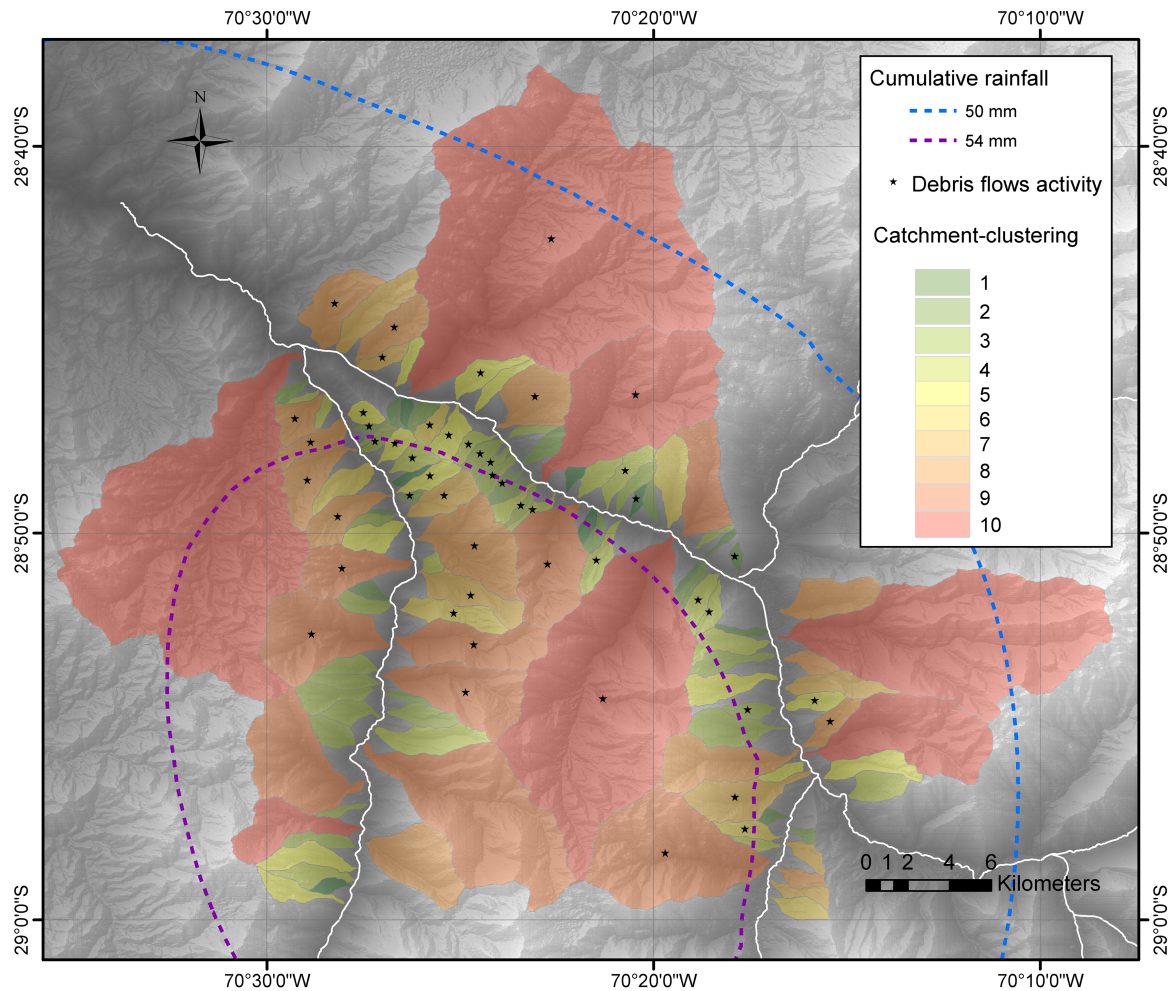 70°30'0"W 70°20'0"W 70°10'0"W
N
Cumulative rainfall
50 mm
54 mm
Debris flows activity
Catchment-clustering
1
2
3
4
5
6
7
8
9
10
28°40'0"S 28°40'0"S
28°50'0"S 28°50'0"S
29°0'0"S 29°0'0"S
0 1 2 4 6
Kilometers
70°30'0"W 70°20'0"W 70°10'0"W